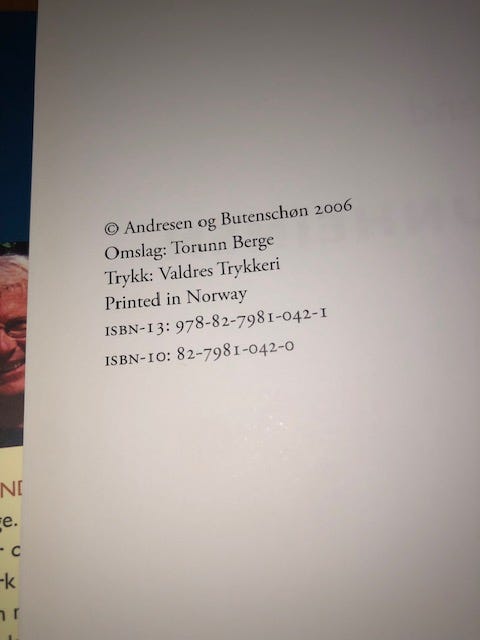 © Andresen og Butenschøn 2006
Omslag: Torunn Berge
Trykk: Valdres Trykkeri
Printed in Norway
ISBN-13: 978-82-7981-042-1
ISBN-10: 82-7981-042-0